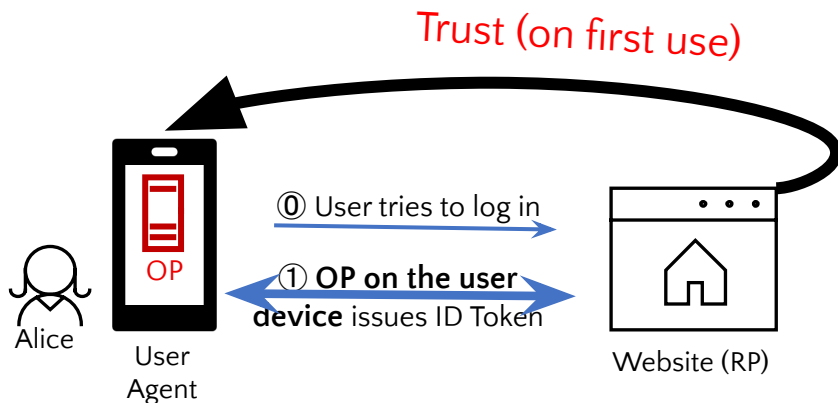 Trust (on first use)
⓪ User tries to log in
OP
① OP on the user
device issues ID Token
Alice
User
Agent
Website (RP)